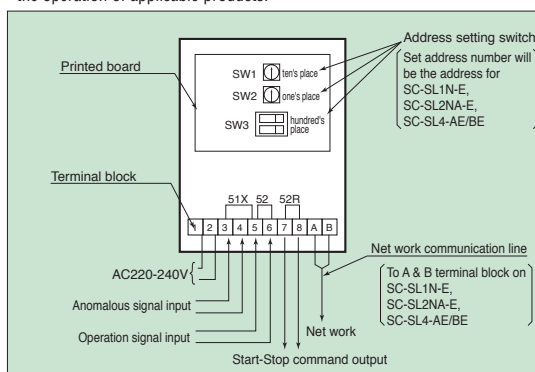 the operation of applicable products.
Address setting switch
Set address number will
be the address for
SC-SL1N-E,
SC-SL2NA-E,
SC-SL4-AE/BE
Printed board
SW1 ten's place
SW2 one's place
SW3 hundred's
place
Terminal block
51X 52 52R
1 2 3 4 5 6 7 8 A B
AC220-240V
Anomalous signal input
Operation signal input
Start-Stop command output
Net work
Net work communication line
To A & B terminal block on
SC-SL1N-E,
SC-SL2NA-E,
SC-SL4-AE/BE